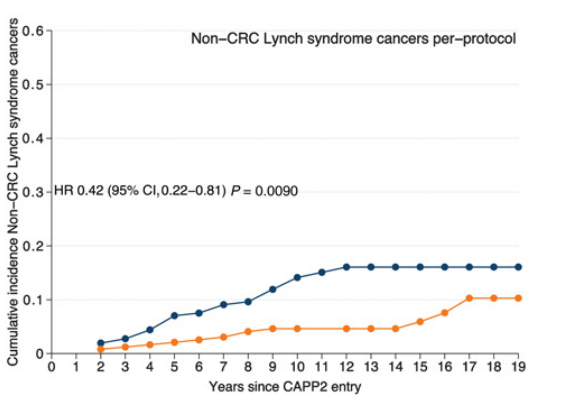 Non–CRC Lynch syndrome cancers per–protocol
Cumulative incidence Non–CRC Lynch syndrome cancers
0.6
0.5
0.4
0.3
HR 0.42 (95% CI,0.22–0.81) P = 0.0090
0.2
0.1
0
0 1 2 3 4 5 6 7 8 9 10 11 12 13 14 15 16 17 18 19
Years since CAPP2 entry